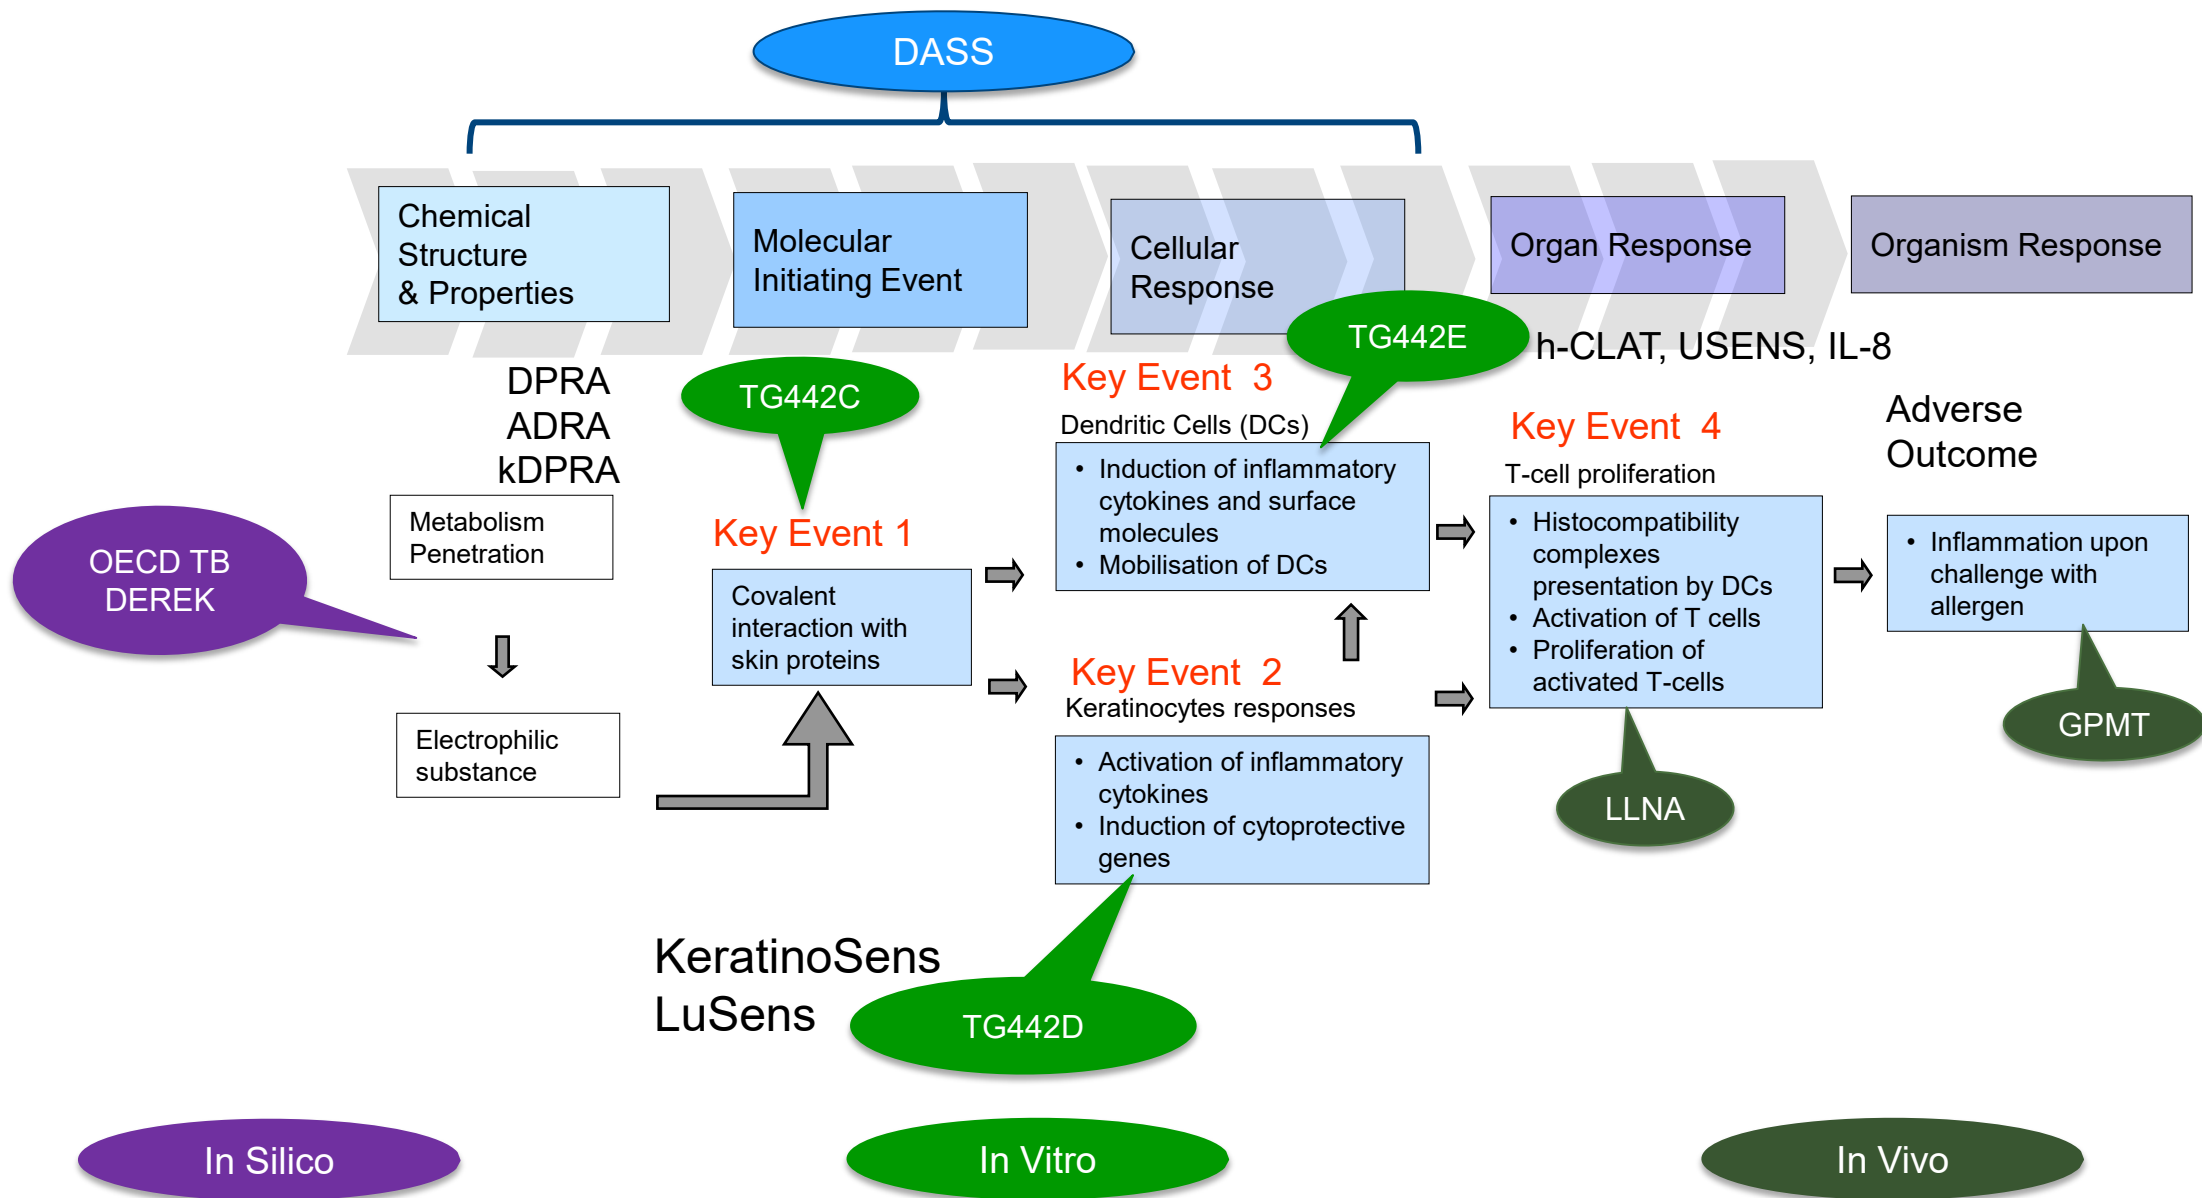 DASS
Chemical
Structure
& Properties
Molecular
Initiating Event
Cellular
Response
Organ Response
Organism Response
DPRA
ADRA
kDPRA
TG442C
TG442E
h-CLAT, USENS, IL-8
OECD TB
DEREK
Metabolism
Penetration
Electrophilic
substance
Key Event 1
Covalent
interaction with
skin proteins
Key Event 3
Dendritic Cells (DCs)
• Induction of inflammatory
cytokines and surface
molecules
• Mobilisation of DCs
Key Event 2
Keratinocytes responses
• Activation of inflammatory
cytokines
• Induction of cytoprotective
genes
Key Event 4
T-cell proliferation
• Histocompatibility
complexes
presentation by DCs
• Activation of T cells
• Proliferation of
activated T-cells
Adverse
Outcome
• Inflammation upon
challenge with
allergen
GPMT
LLNA
KeratinoSens
LuSens
TG442D
In Silico
In Vitro
In Vivo